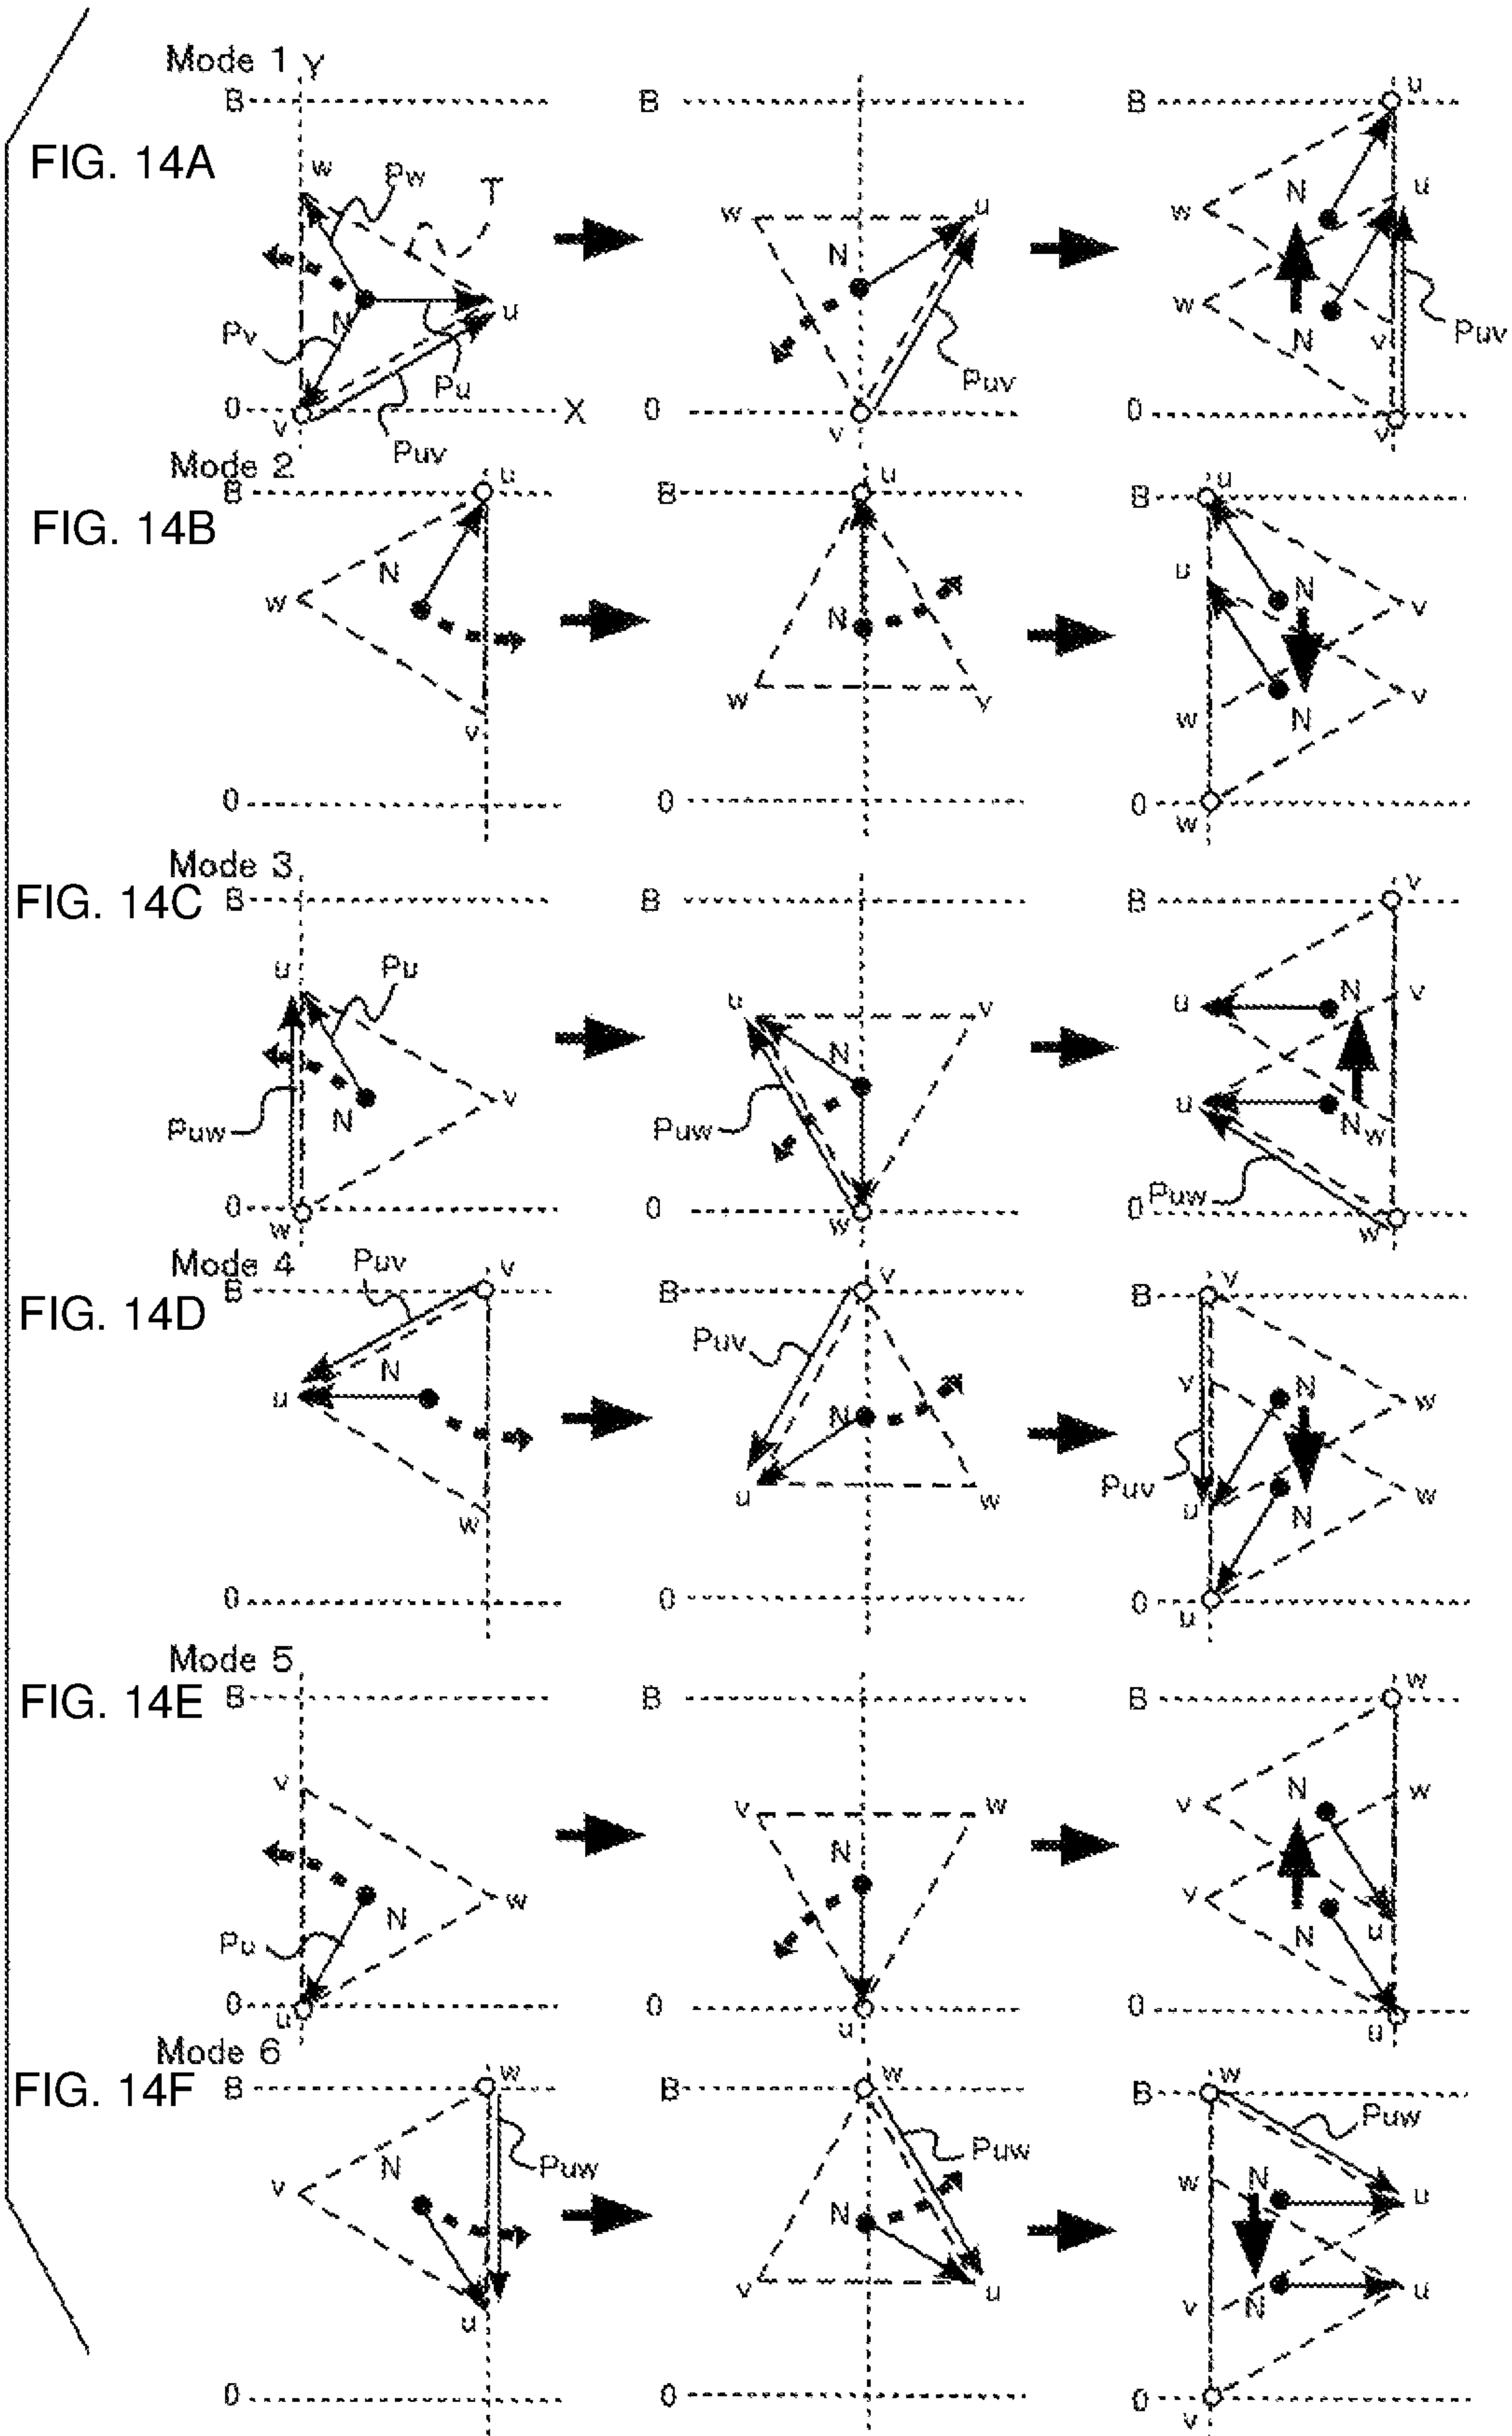 Mode 1 Y
B B B u
FIG. 14A
w Pw T
w u w N u
N
Pv N u w N v Puv
Pu Puv
0 v X 0 v 0 v
Puv
Mode 2
B u B u B u
FIG. 14B
N u N
w N v
v w v w N v
0 0 0 w
Mode 3
FIG. 14C B B B v
u Pu u v u N v
N
Puw N v Puw u N w
Puw
0 w 0 w 0 w
Mode 4 Puv v
B B v B v
FIG. 14D
Puv
N v N
u N w
w u w Puv u N w
0 0 0 u
Mode 5
FIG. 14E B B B w
v v w v N w
N
N w v N u
Pu
0 u 0 u 0 u
Mode 6
FIG. 14F B w B w B w
Puw
N Puw Puw w N u
v N
u v u v N u
0 0 0 v